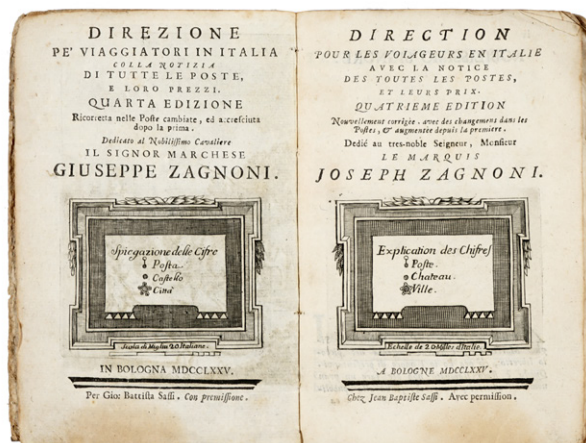 DIREZIONE
PE' VIAGGIATORI IN ITALIA
COLLA NOTIZIA
DI TUTTE LE POSTE,
E LORO PREZZI.
QUARTA EDIZIONE
Ricorretta nelle Poste cambiate, ed accresciuta
dopo la prima.
Dedicato al Nobilissimo Cavaliere
IL SIGNOR MARCHESE
GIUSEPPE ZAGNONI.
Spiegazione delle Cifre
Posta
Castello
Città
Scala di Miglia 20 Italiane.
IN BOLOGNA MDCCLXXV.
Per Gio: Battista Sassi. Con permissione.
DIRECTION
POUR LES VOIAGEURS EN ITALIE
AVEC LA NOTICE
DES TOUTES LES POSTES,
ET LEURS PRIX.
QUATRIEME EDITION
Nouvellement corrigée. avec des changemens dans les
Postes, & augmentée depuis la premiere.
Dedié au tres-noble Seigneur, Monsieur
LE MARQUIS
JOSEPH ZAGNONI.
Explication des Chifres
Poste.
Chateau.
Ville.
Echelle de 20 Milles d'Italie.
A BOLOGNE MDCCLXXV.
Chez Jean Baptiste Sassi. Avec permission.